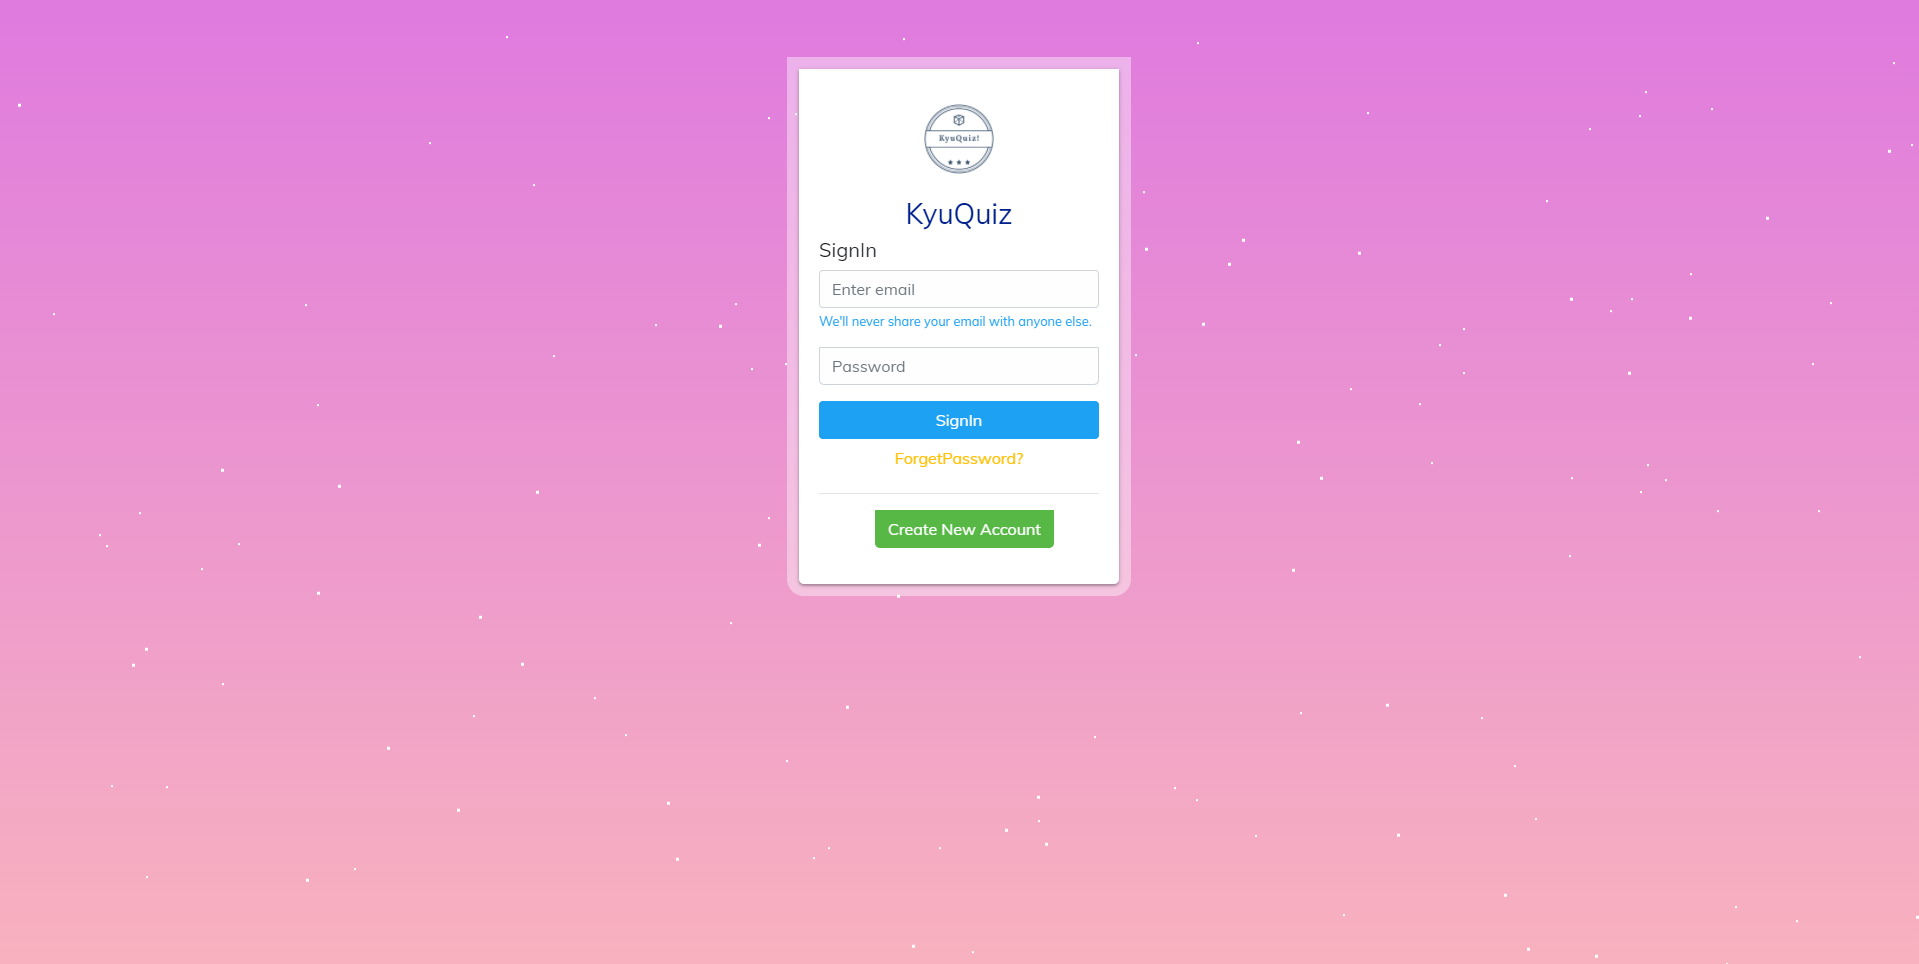 KyuQuiz!
KyuQuiz
SignIn
Enter email
We'll never share your email with anyone else.
Password
SignIn
ForgetPassword?
Create New Account